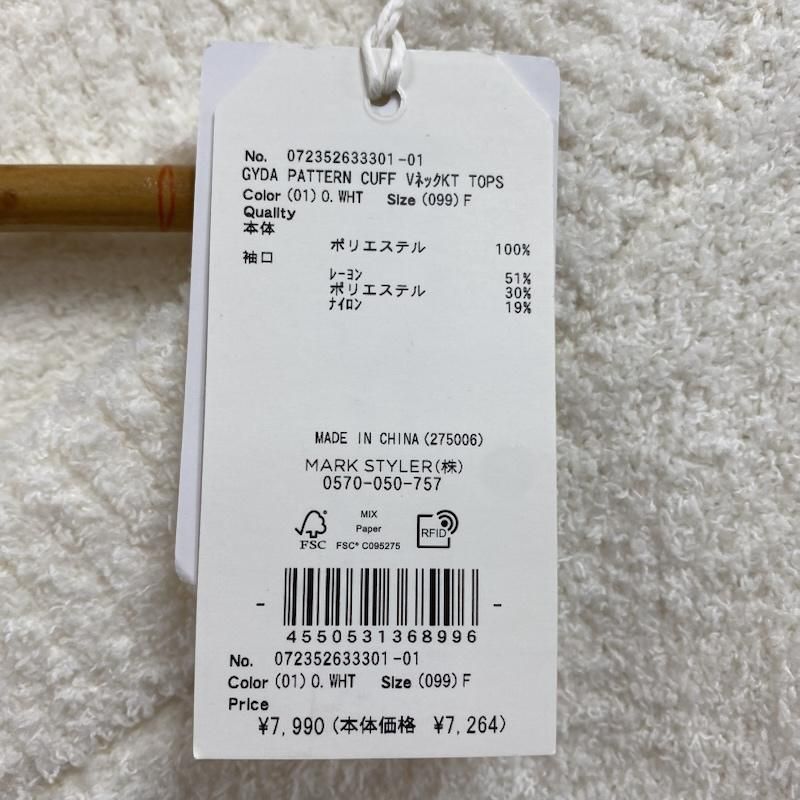 No. 072352633301-01
GYDA PATTERN CUFF VﾈｯｸKT TOPS
Color (01) O. WHT Size (099) F
Quality
本体
ポリエステル 100%
袖口
ﾚｰﾖﾝ 51%
ポリエステル 30%
ﾅｲﾛﾝ 19%
MADE IN CHINA (275006)
MARK STYLER(株)
0570-050-757
FSC
MIX
Paper
FSC® C095275
RFID
4550531368996
No. 072352633301-01
Color (01) O. WHT Size (099) F
Price
¥7,990 (本体価格 ¥7,264)